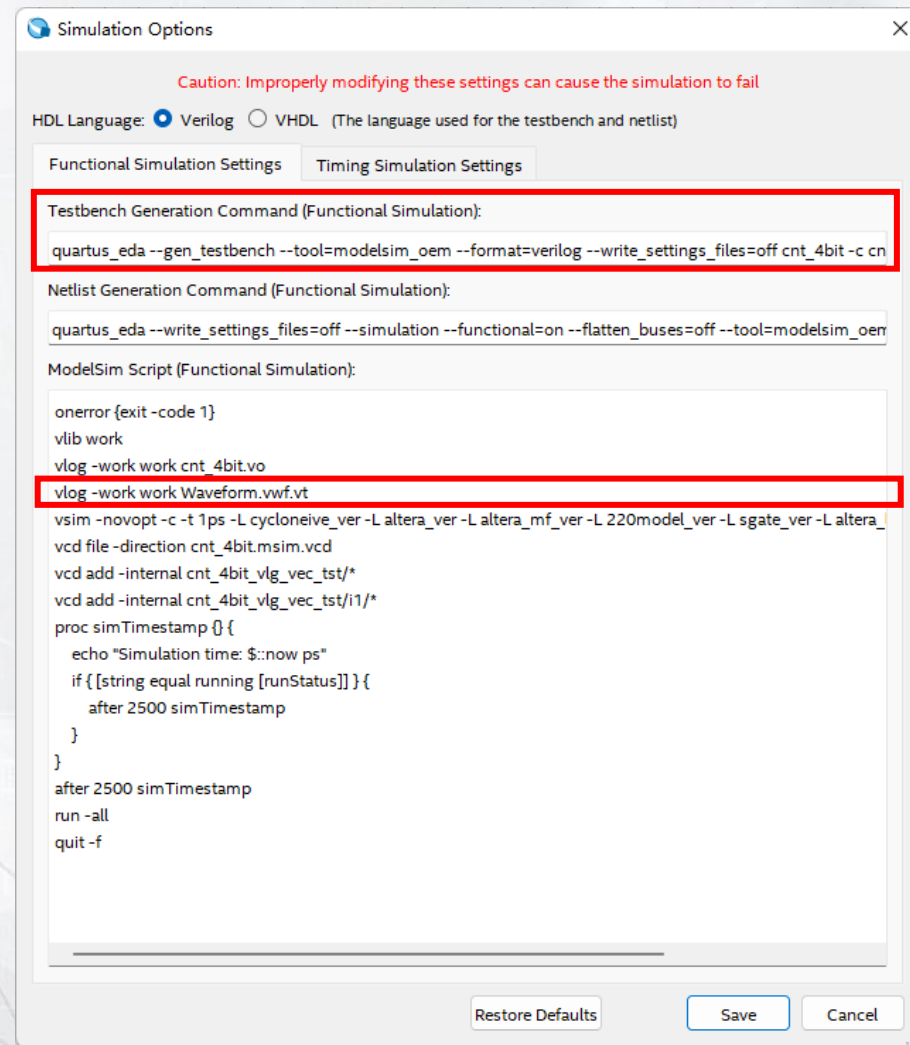 Simulation Options
Caution: Improperly modifying these settings can cause the simulation to fail
HDL Language: Verilog VHDL (The language used for the testbench and netlist)
Functional Simulation Settings Timing Simulation Settings
Testbench Generation Command (Functional Simulation):
quartus_eda --gen_testbench --tool=modelsim_oem --format=verilog --write_settings_files=off cnt_4bit -c cn
Netlist Generation Command (Functional Simulation):
quartus_eda --write_settings_files=off --simulation --functional=on --flatten_buses=off --tool=modelsim_oem
ModelSim Script (Functional Simulation):
onerror {exit -code 1}
vlib work
vlog -work work cnt_4bit.vo
vlog -work work Waveform.vwf.vt
vsim -novopt -c -t 1ps -L cycloneive_ver -L altera_ver -L altera_mf_ver -L 220model_ver -L sgate_ver -L altera_
vcd file -direction cnt_4bit.msim.vcd
vcd add -internal cnt_4bit_vlg_vec_tst/*
vcd add -internal cnt_4bit_vlg_vec_tst/i1/*
proc simTimestamp {} {
echo "Simulation time: $::now ps"
if { [string equal running [runStatus]] } {
after 2500 simTimestamp
}
}
after 2500 simTimestamp
run -all
quit -f
Restore Defaults Save Cancel